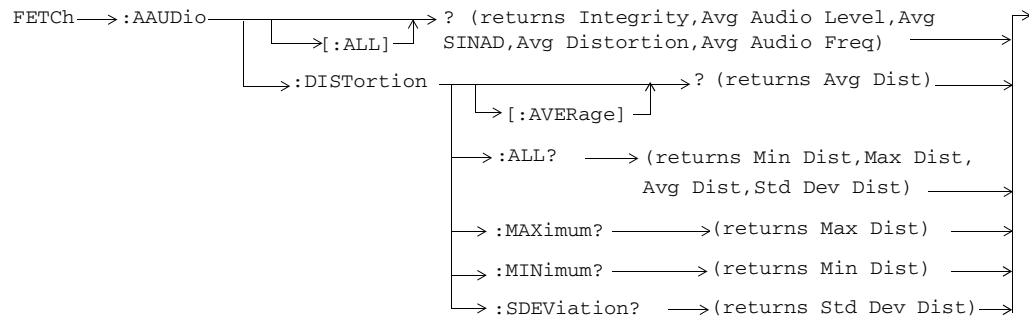 FETCh :AAUDio ? (returns Integrity,Avg Audio Level,Avg
[:ALL] SINAD,Avg Distortion,Avg Audio Freq)
:DISTortion ? (returns Avg Dist)
[:AVERage]
:ALL? (returns Min Dist,Max Dist,
Avg Dist,Std Dev Dist)
:MAXimum? (returns Max Dist)
:MINimum? (returns Min Dist)
:SDEViation? (returns Std Dev Dist)